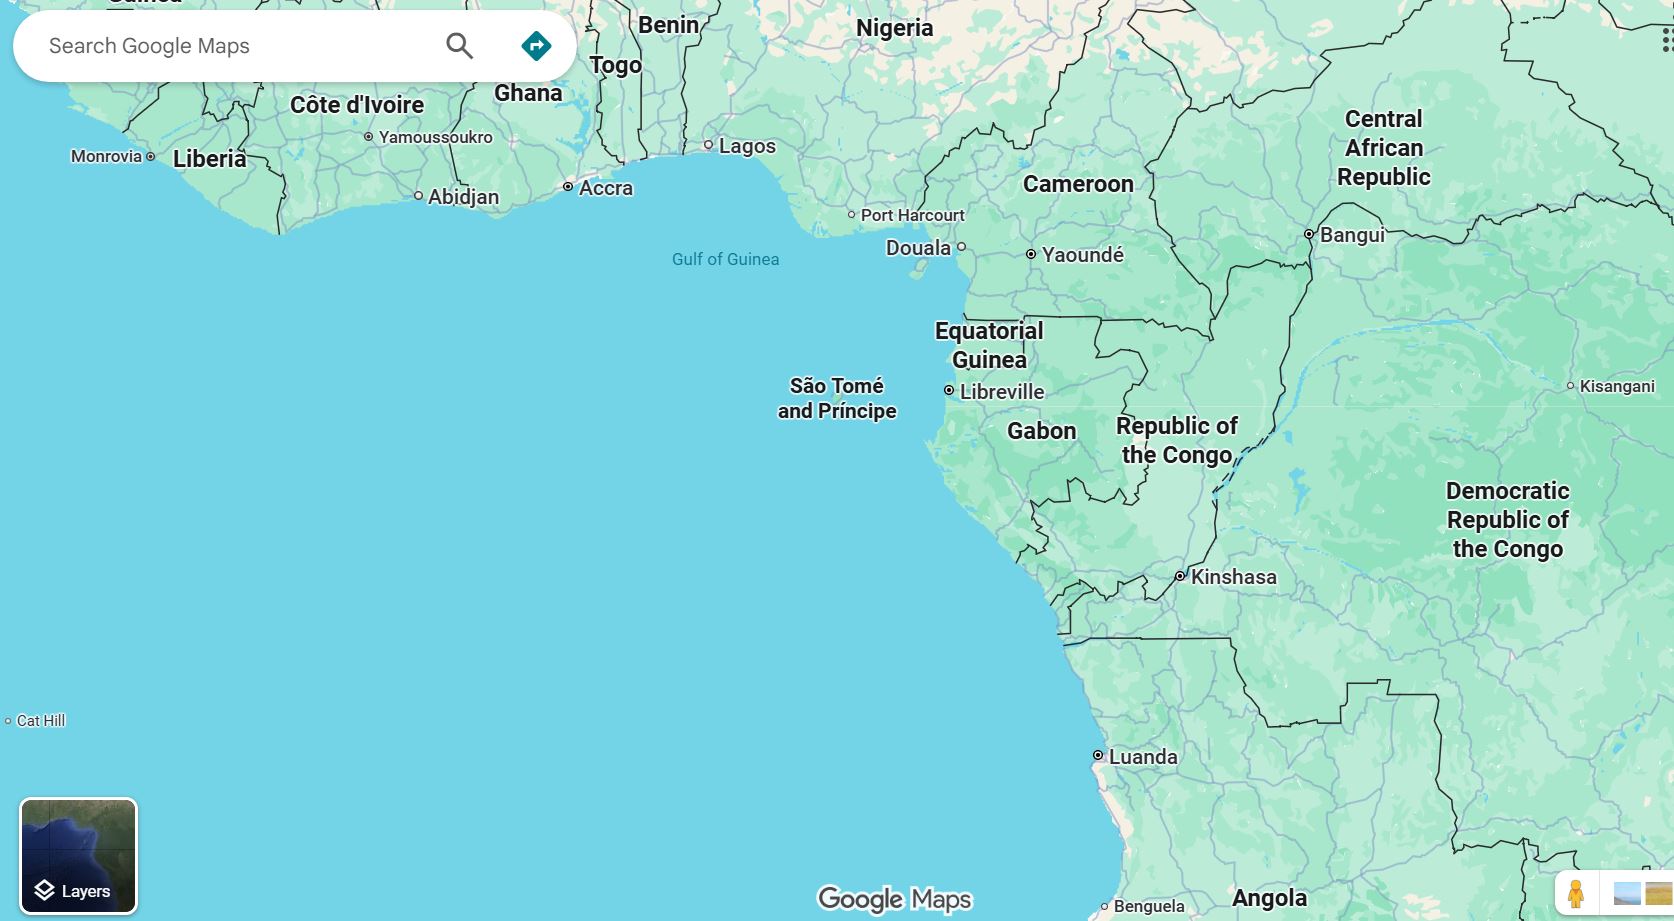 Guinea
Search Google Maps
Benin
Nigeria
Togo
Ghana
Côte d'Ivoire
Central
African
Republic
Yamoussoukro
Lagos
Monrovia
Liberia
Cameroon
Accra
Abidjan
Port Harcourt
Bangui
Douala
Yaoundé
Gulf of Guinea
Equatorial
Guinea
São Tomé
and Príncipe
Libreville
Kisangani
Gabon
Republic of
the Congo
Democratic
Republic of
the Congo
Kinshasa
Cat Hill
Luanda
Layers
Google Maps
Angola
Benguela